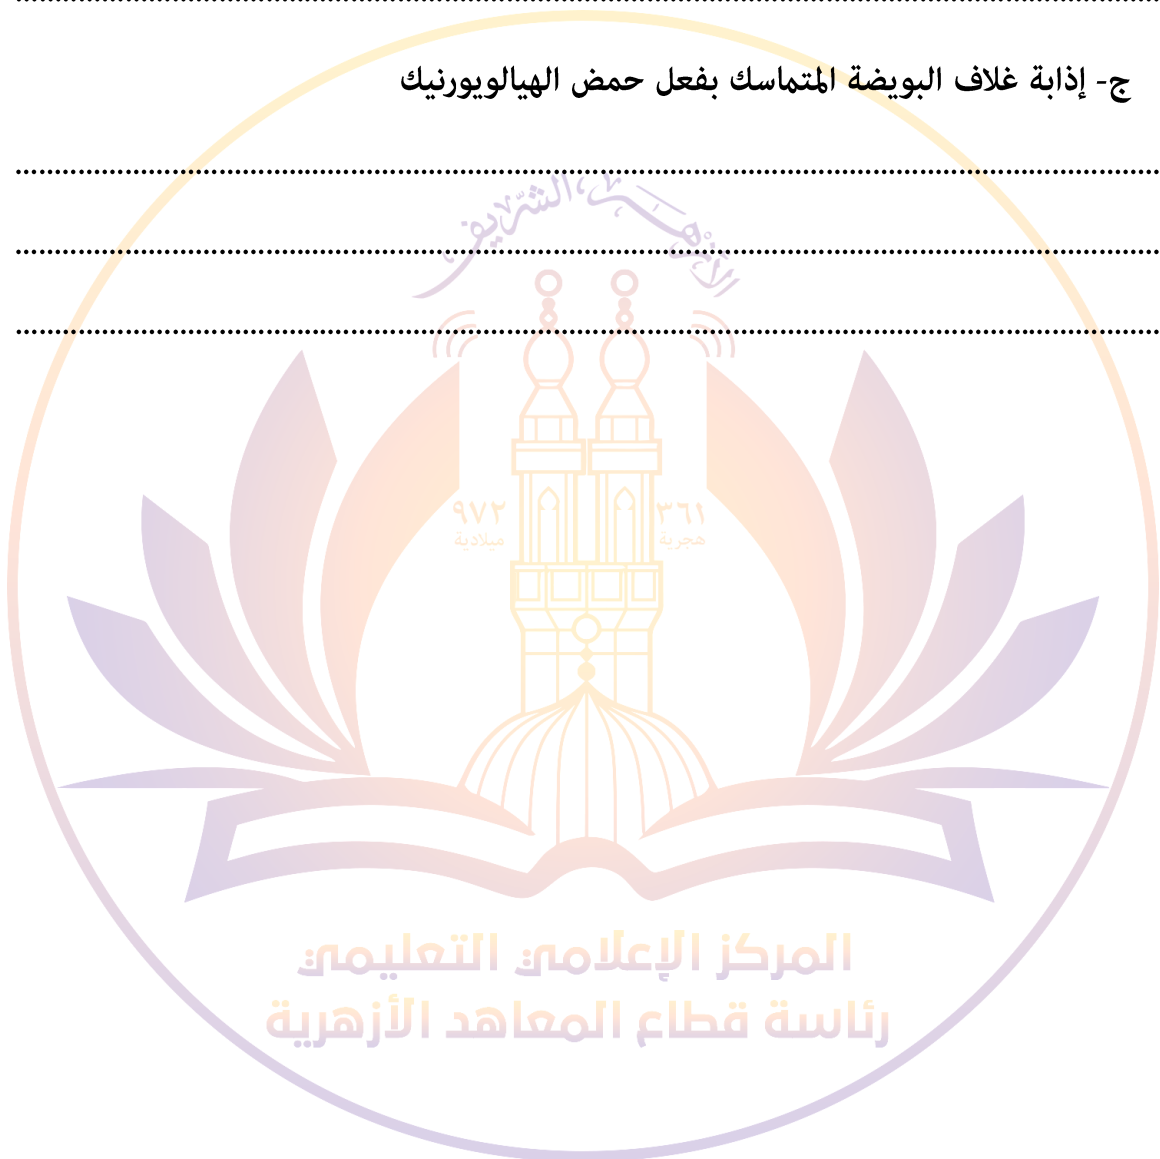 ج- إذابة غلاف البويضة المتماسك بفعل حمض الهيالويورنيك
الأزهر الشريف
٩٧٢ ٣٦١
ميلادية هجرية
المركز الإعلامي التعليمي
رئاسة قطاع المعاهد الأزهرية